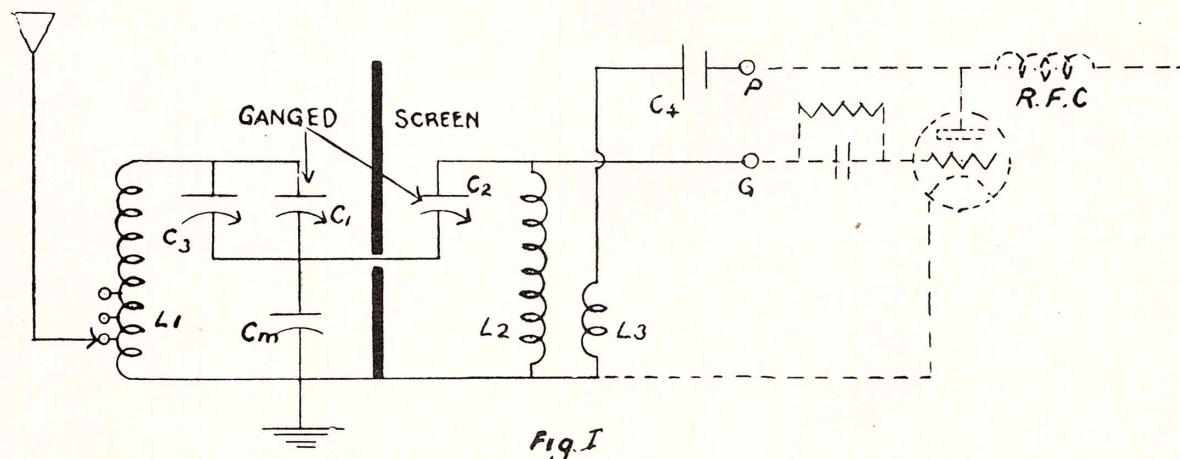 GANGED
SCREEN
C4
P
R.F.C
C3
C1
C2
G
L1
Cm
L2
L3
Fig. I